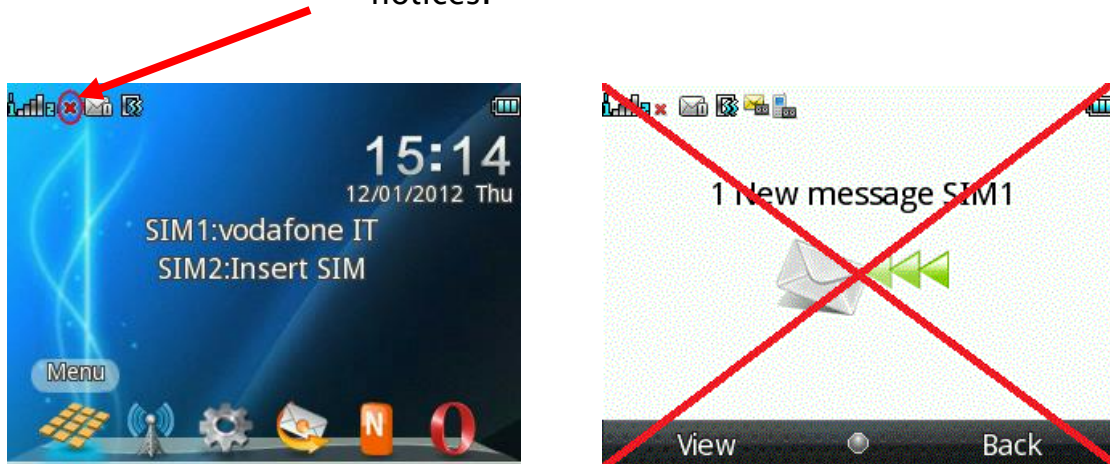 notices.
15:14
12/01/2012 Thu
SIM1:vodafone IT
SIM2:Insert SIM
Menu
N
1 New message SIM1
View
Back